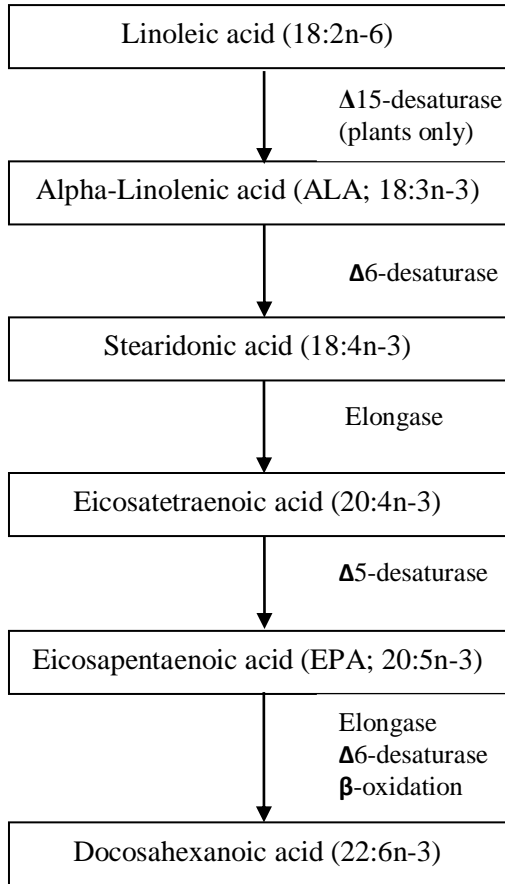 Linoleic acid (18:2n-6)
Δ15-desaturase
(plants only)
Alpha-Linolenic acid (ALA; 18:3n-3)
Δ6-desaturase
Stearidonic acid (18:4n-3)
Elongase
Eicosatetraenoic acid (20:4n-3)
Δ5-desaturase
Eicosapentaenoic acid (EPA; 20:5n-3)
Elongase
Δ6-desaturase
β-oxidation
Docosahexanoic acid (22:6n-3)